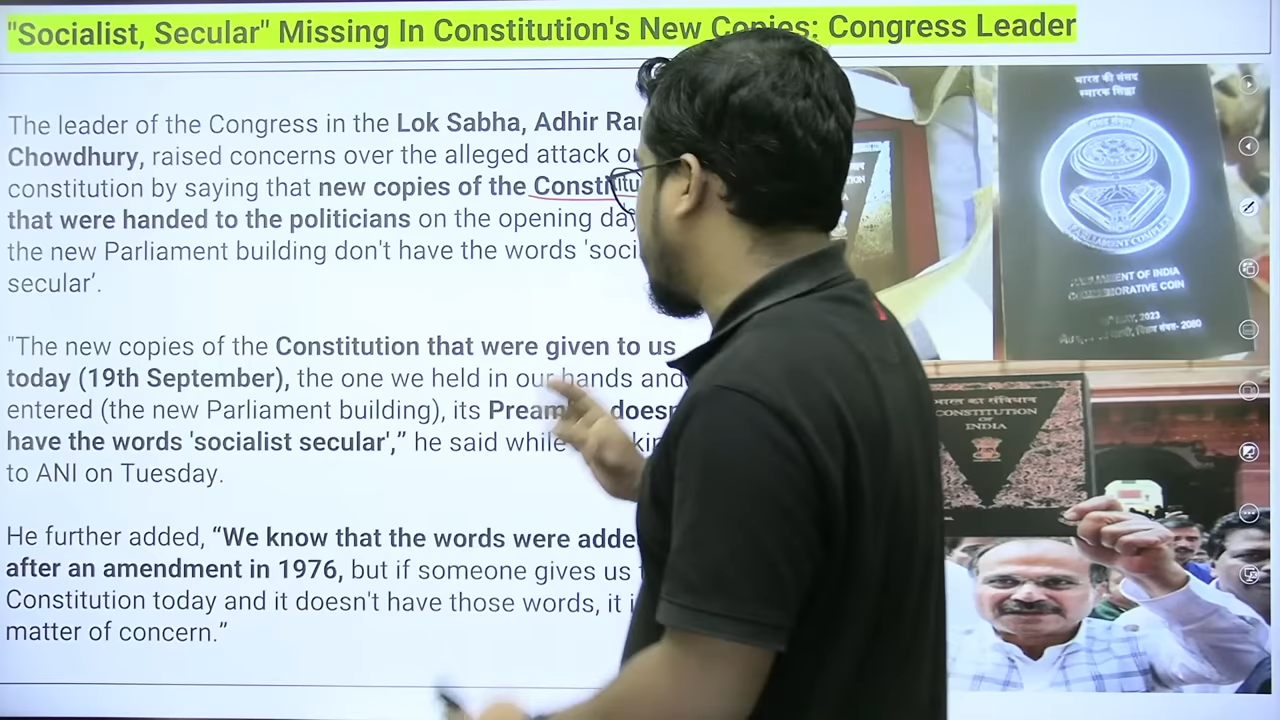 "Socialist, Secular" Missing In Constitution's New Copies: Congress Leader
The leader of the Congress in the Lok Sabha, Adhir
Chowdhury, raised concerns over the alleged attack
constitution by saying that new copies of the
that were handed to the politicians on the opening day
the new Parliament building don't have the words
secular'.
"The new copies of the Constitution that were given to us
today (19th September), the one we held in our hands and
entered (the new Parliament building), its
have the words 'socialist secular'," he said while
to ANI on Tuesday.
He further added, “We know that the words were
after an amendment in 1976, but if someone gives us
Constitution today and it doesn't have those words, it
matter of concern.”
भारत की संसद
स्मारक सिक्का
PARLIAMENT COMPLEX
PARLIAMENT OF INDIA
COMMEMORATIVE COIN
MAY, 2023
भारत का संविधान
CONSTITUTION
OF
INDIA